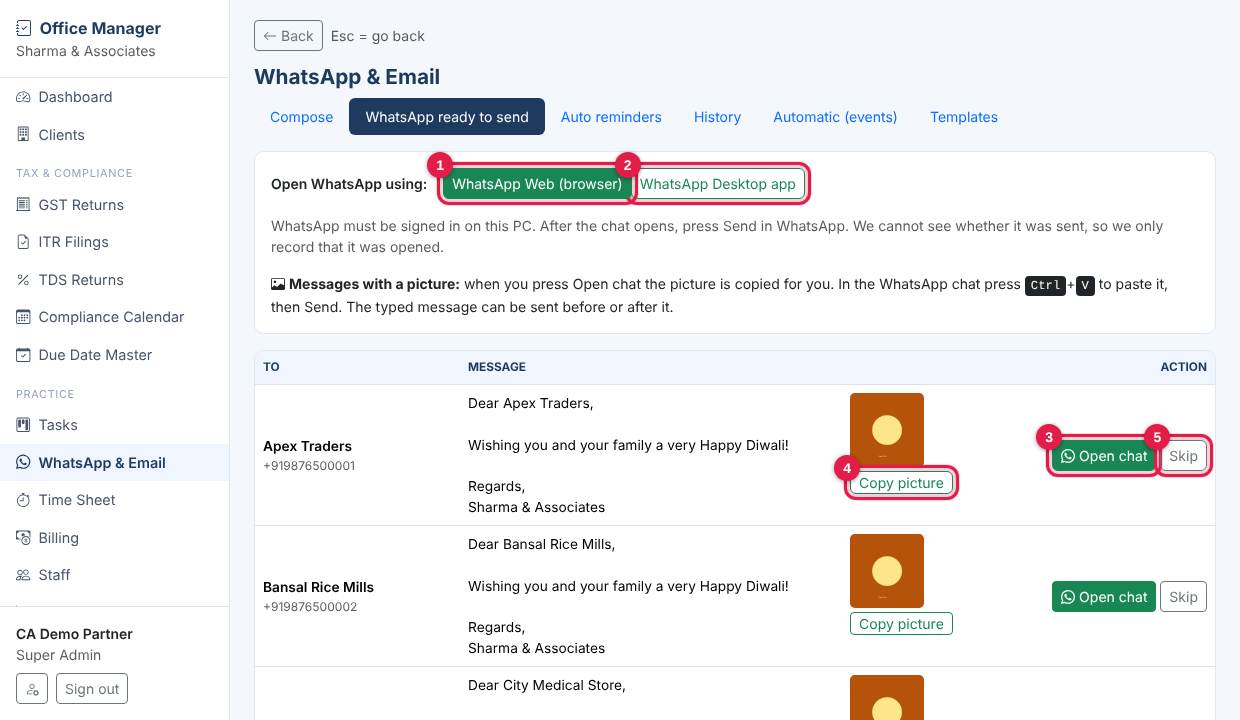 Office Manager
Sharma & Associates
Dashboard
Clients
TAX & COMPLIANCE
GST Returns
ITR Filings
TDS Returns
Compliance Calendar
Due Date Master
PRACTICE
Tasks
WhatsApp & Email
Time Sheet
Billing
Staff
CA Demo Partner
Super Admin
Sign out
← Back Esc = go back
WhatsApp & Email
Compose WhatsApp ready to send Auto reminders History Automatic (events) Templates
1 2
Open WhatsApp using: WhatsApp Web (browser) WhatsApp Desktop app
WhatsApp must be signed in on this PC. After the chat opens, press Send in WhatsApp. We cannot see whether it was sent, so we only
record that it was opened.
Messages with a picture: when you press Open chat the picture is copied for you. In the WhatsApp chat press Ctrl+V to paste it,
then Send. The typed message can be sent before or after it.
TO MESSAGE ACTION
Apex Traders
+919876500001
Dear Apex Traders,
Wishing you and your family a very Happy Diwali!
Regards,
Sharma & Associates
4
Copy picture
3 5
Open chat Skip
Bansal Rice Mills
+919876500002
Dear Bansal Rice Mills,
Wishing you and your family a very Happy Diwali!
Regards,
Sharma & Associates
Copy picture
Open chat Skip
Dear City Medical Store,